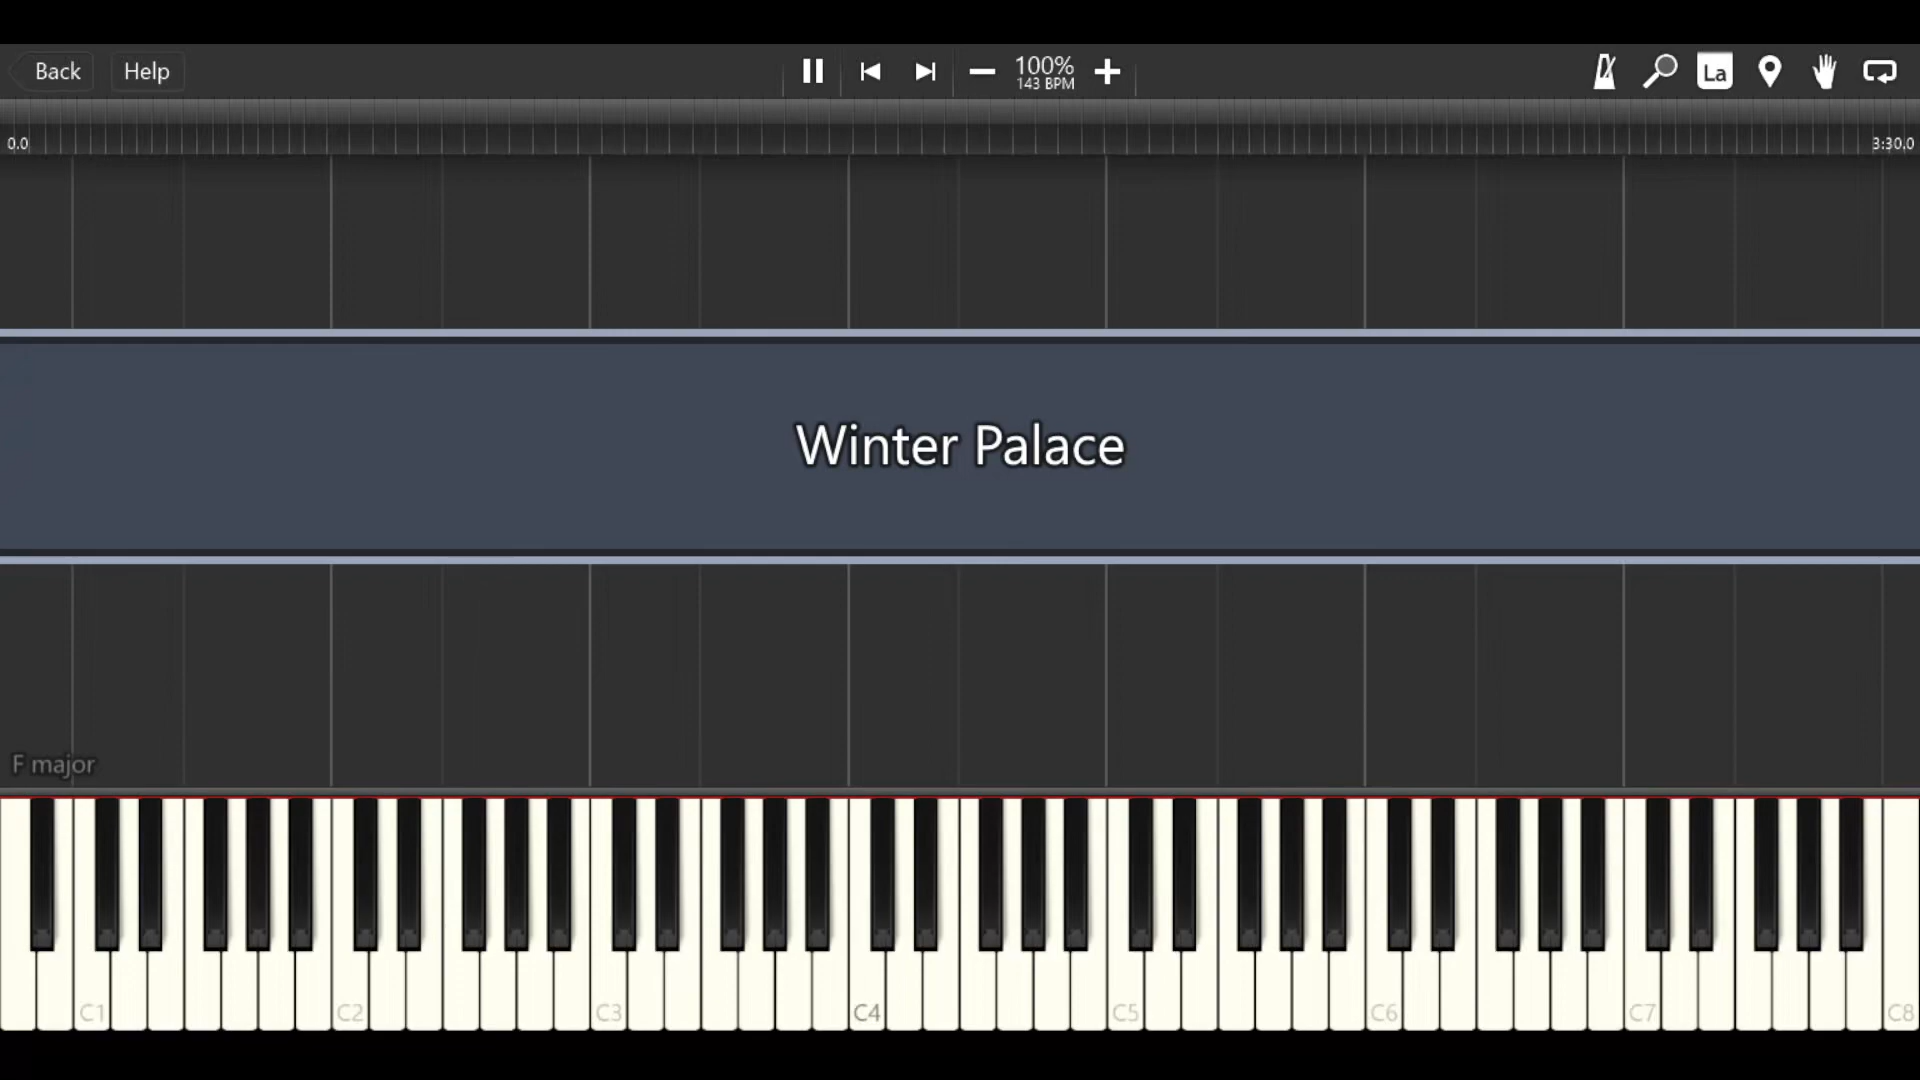 Back
Help
100%
143 BPM
La
0.0
3:30.0
Winter Palace
F major
C1
C2
C3
C4
C5
C6
C7
C8